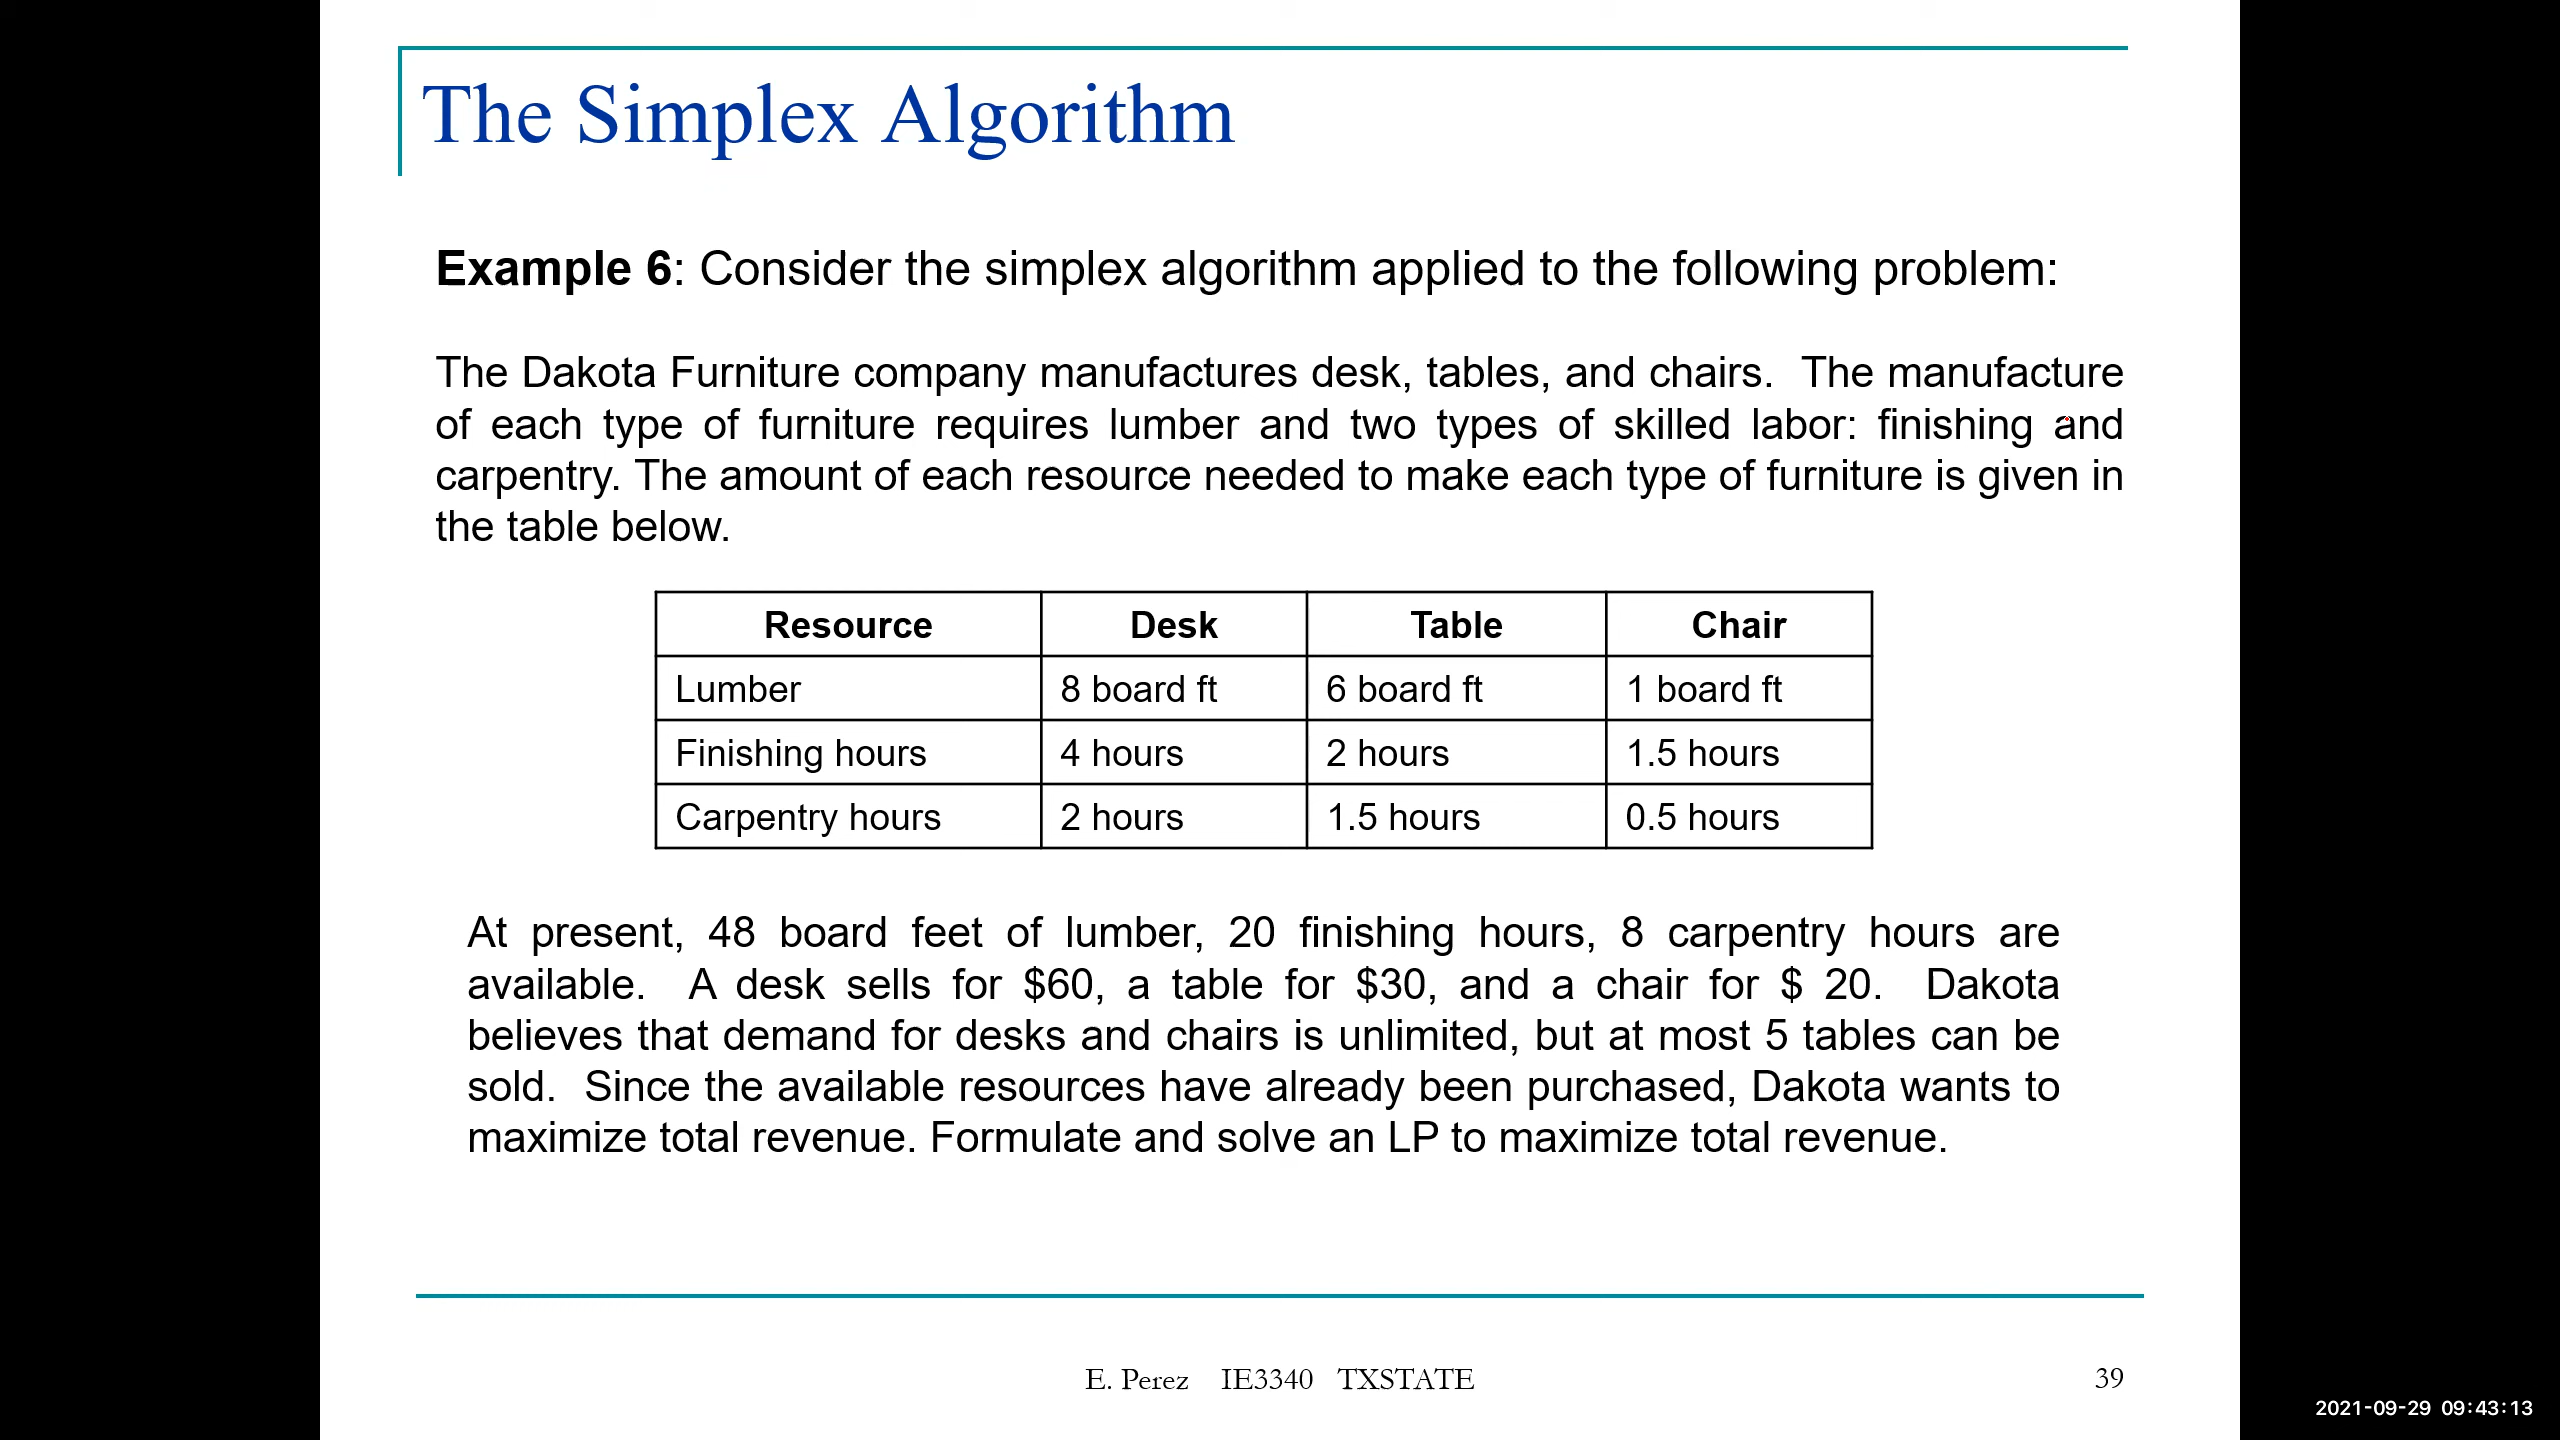 The Simplex Algorithm
Example 6: Consider the simplex algorithm applied to the following problem:
The Dakota Furniture company manufactures desk, tables, and chairs. The manufacture
of each type of furniture requires lumber and two types of skilled labor: finishing and
carpentry. The amount of each resource needed to make each type of furniture is given in
the table below.
Resource Desk Table Chair
Lumber 8 board ft 6 board ft 1 board ft
Finishing hours 4 hours 2 hours 1.5 hours
Carpentry hours 2 hours 1.5 hours 0.5 hours
At present, 48 board feet of lumber, 20 finishing hours, 8 carpentry hours are
available. A desk sells for $60, a table for $30, and a chair for $ 20. Dakota
believes that demand for desks and chairs is unlimited, but at most 5 tables can be
sold. Since the available resources have already been purchased, Dakota wants to
maximize total revenue. Formulate and solve an LP to maximize total revenue.
E. Perez IE3340 TXSTATE 39
2021-09-29 09:43:13